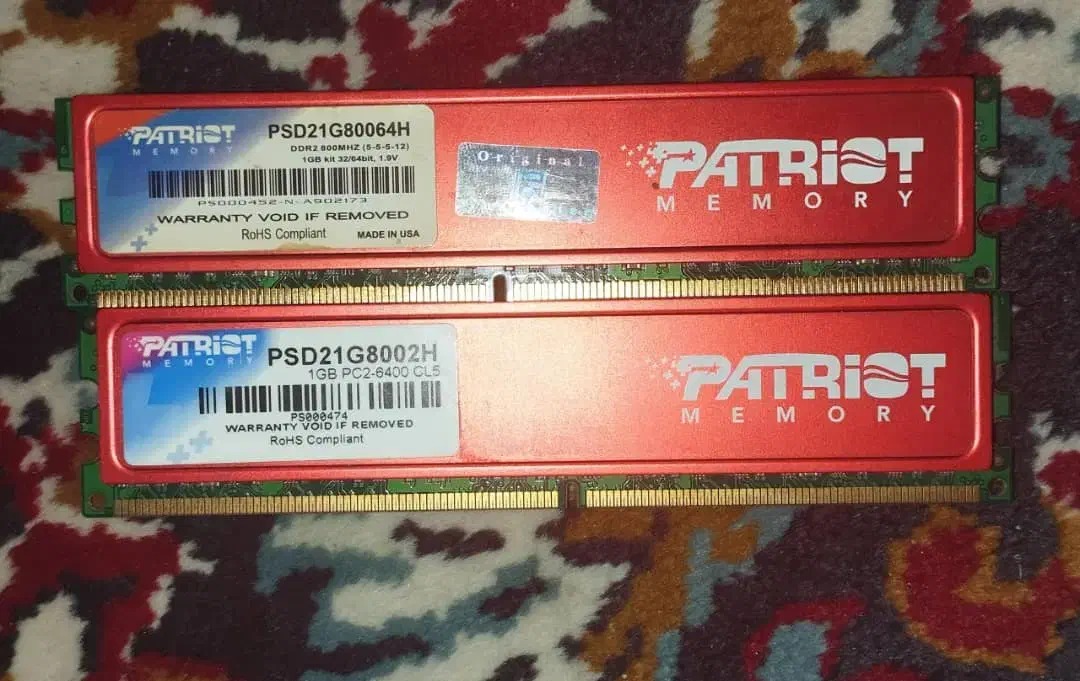 PATRIOT
MEMORY
PSD21G80064H
DDR2 800MHZ (5-5-5-12)
1GB kit 32/64bit, 1.9V
PS000452-N-A902173
WARRANTY VOID IF REMOVED
RoHS Compliant MADE IN USA
Original
PATRIOT
MEMORY
PATRIOT
MEMORY
PSD21G8002H
1GB PC2-6400 CL5
PS000474
WARRANTY VOID IF REMOVED
RoHS Compliant
PATRIOT
MEMORY